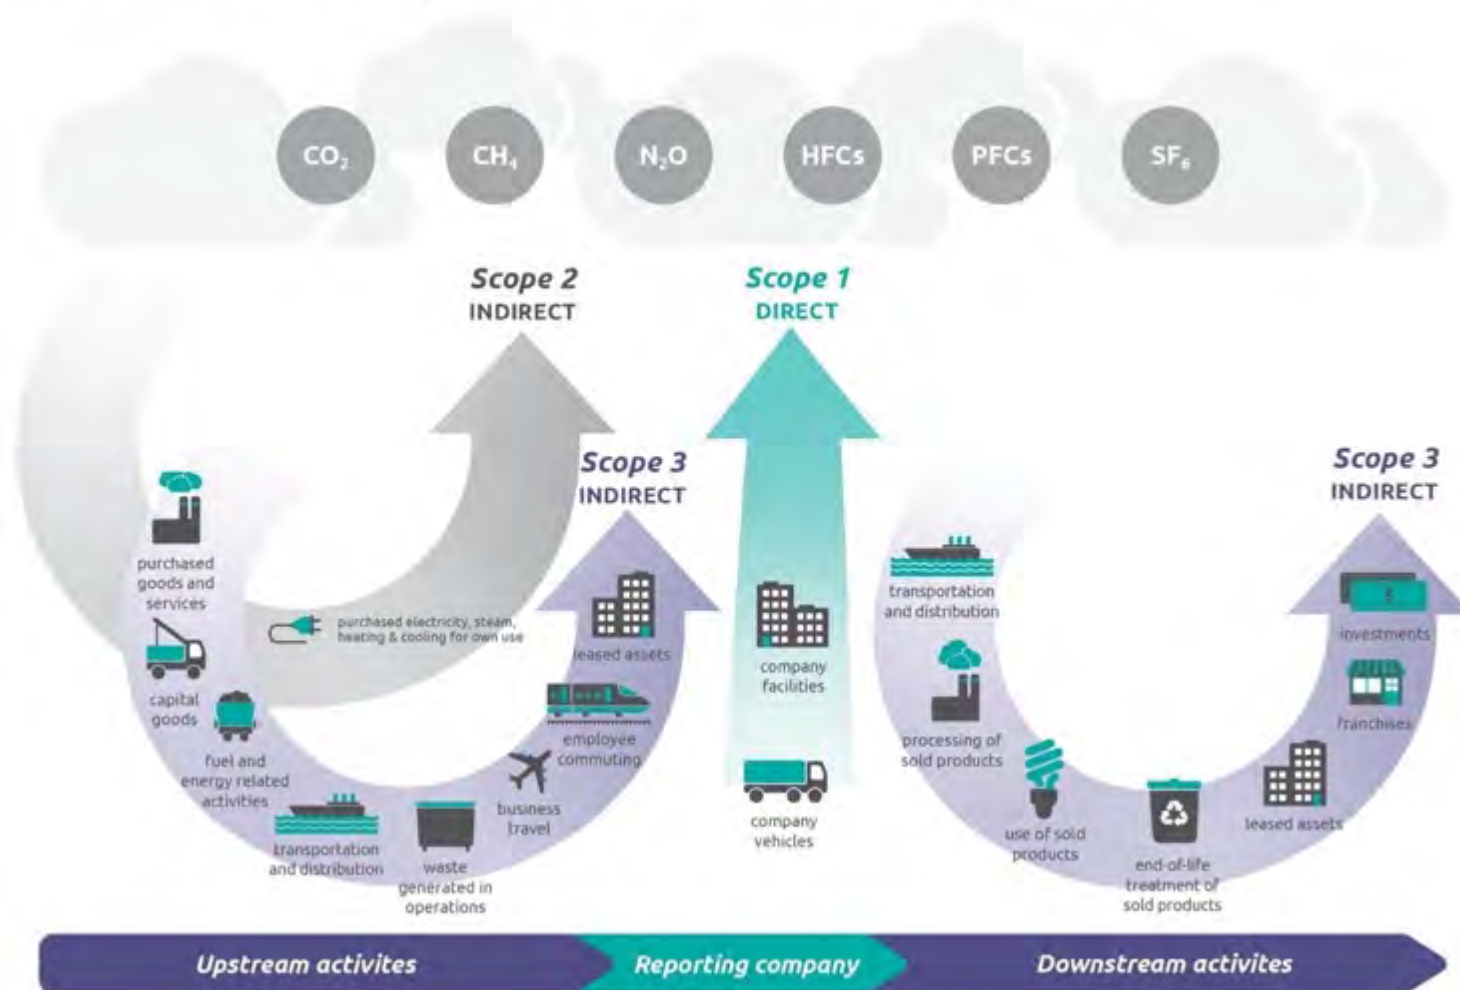 CO₂
CH₄
N₂O
HFCs
PFCs
SF₆
Scope 2
INDIRECT
Scope 1
DIRECT
Scope 3
INDIRECT
Scope 3
INDIRECT
purchased
goods and
services
capital
goods
fuel and
energy related
activities
purchased electricity, steam,
heating & cooling for own use
transportation
and distribution
waste
generated in
operations
business
travel
employee
commuting
leased assets
company
facilities
company
vehicles
transportation
and distribution
processing of
sold products
use of sold
products
end-of-life
treatment of
sold products
leased assets
franchises
$
investments
Upstream activites
Reporting company
Downstream activites